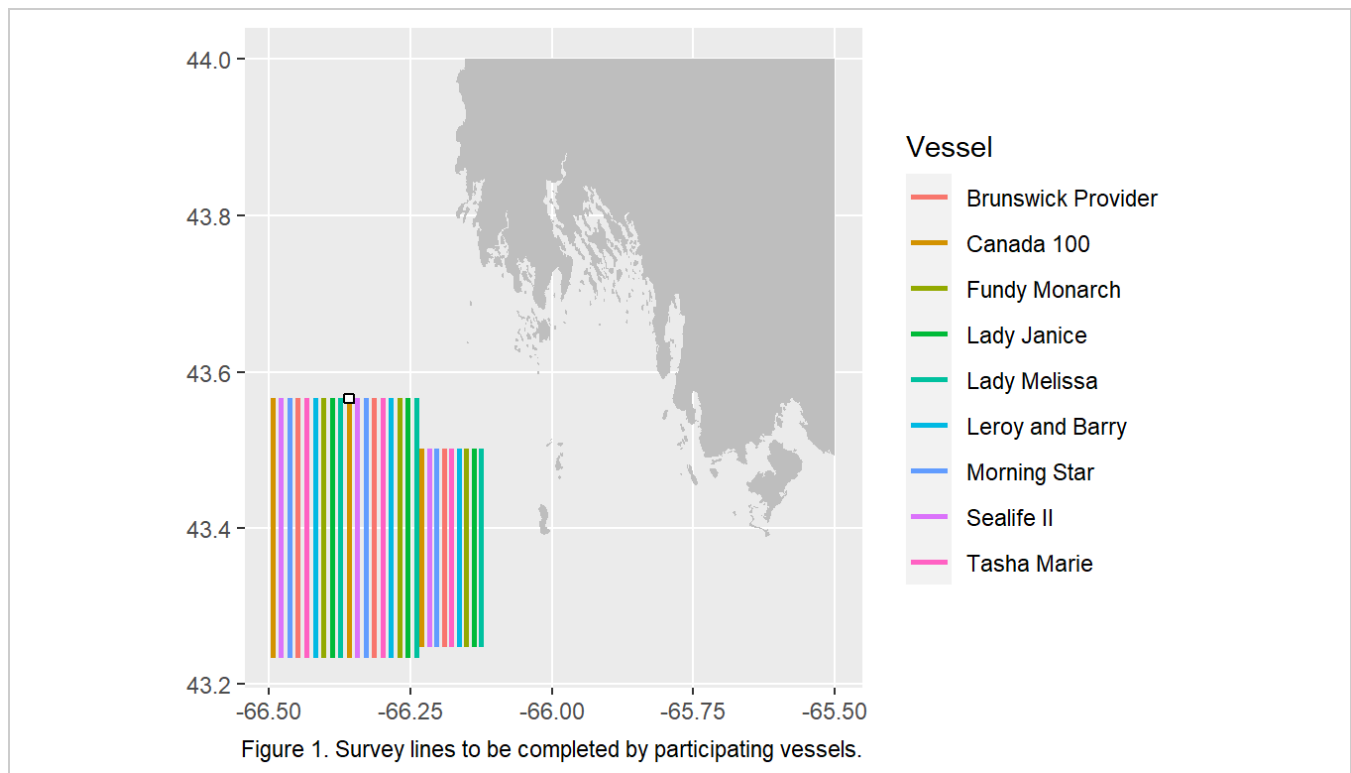 44.0
43.8
43.6
43.4
43.2
-66.50 -66.25 -66.00 -65.75 -65.50
Vessel
Brunswick Provider
Canada 100
Fundy Monarch
Lady Janice
Lady Melissa
Leroy and Barry
Morning Star
Sealife II
Tasha Marie
Figure 1. Survey lines to be completed by participating vessels.